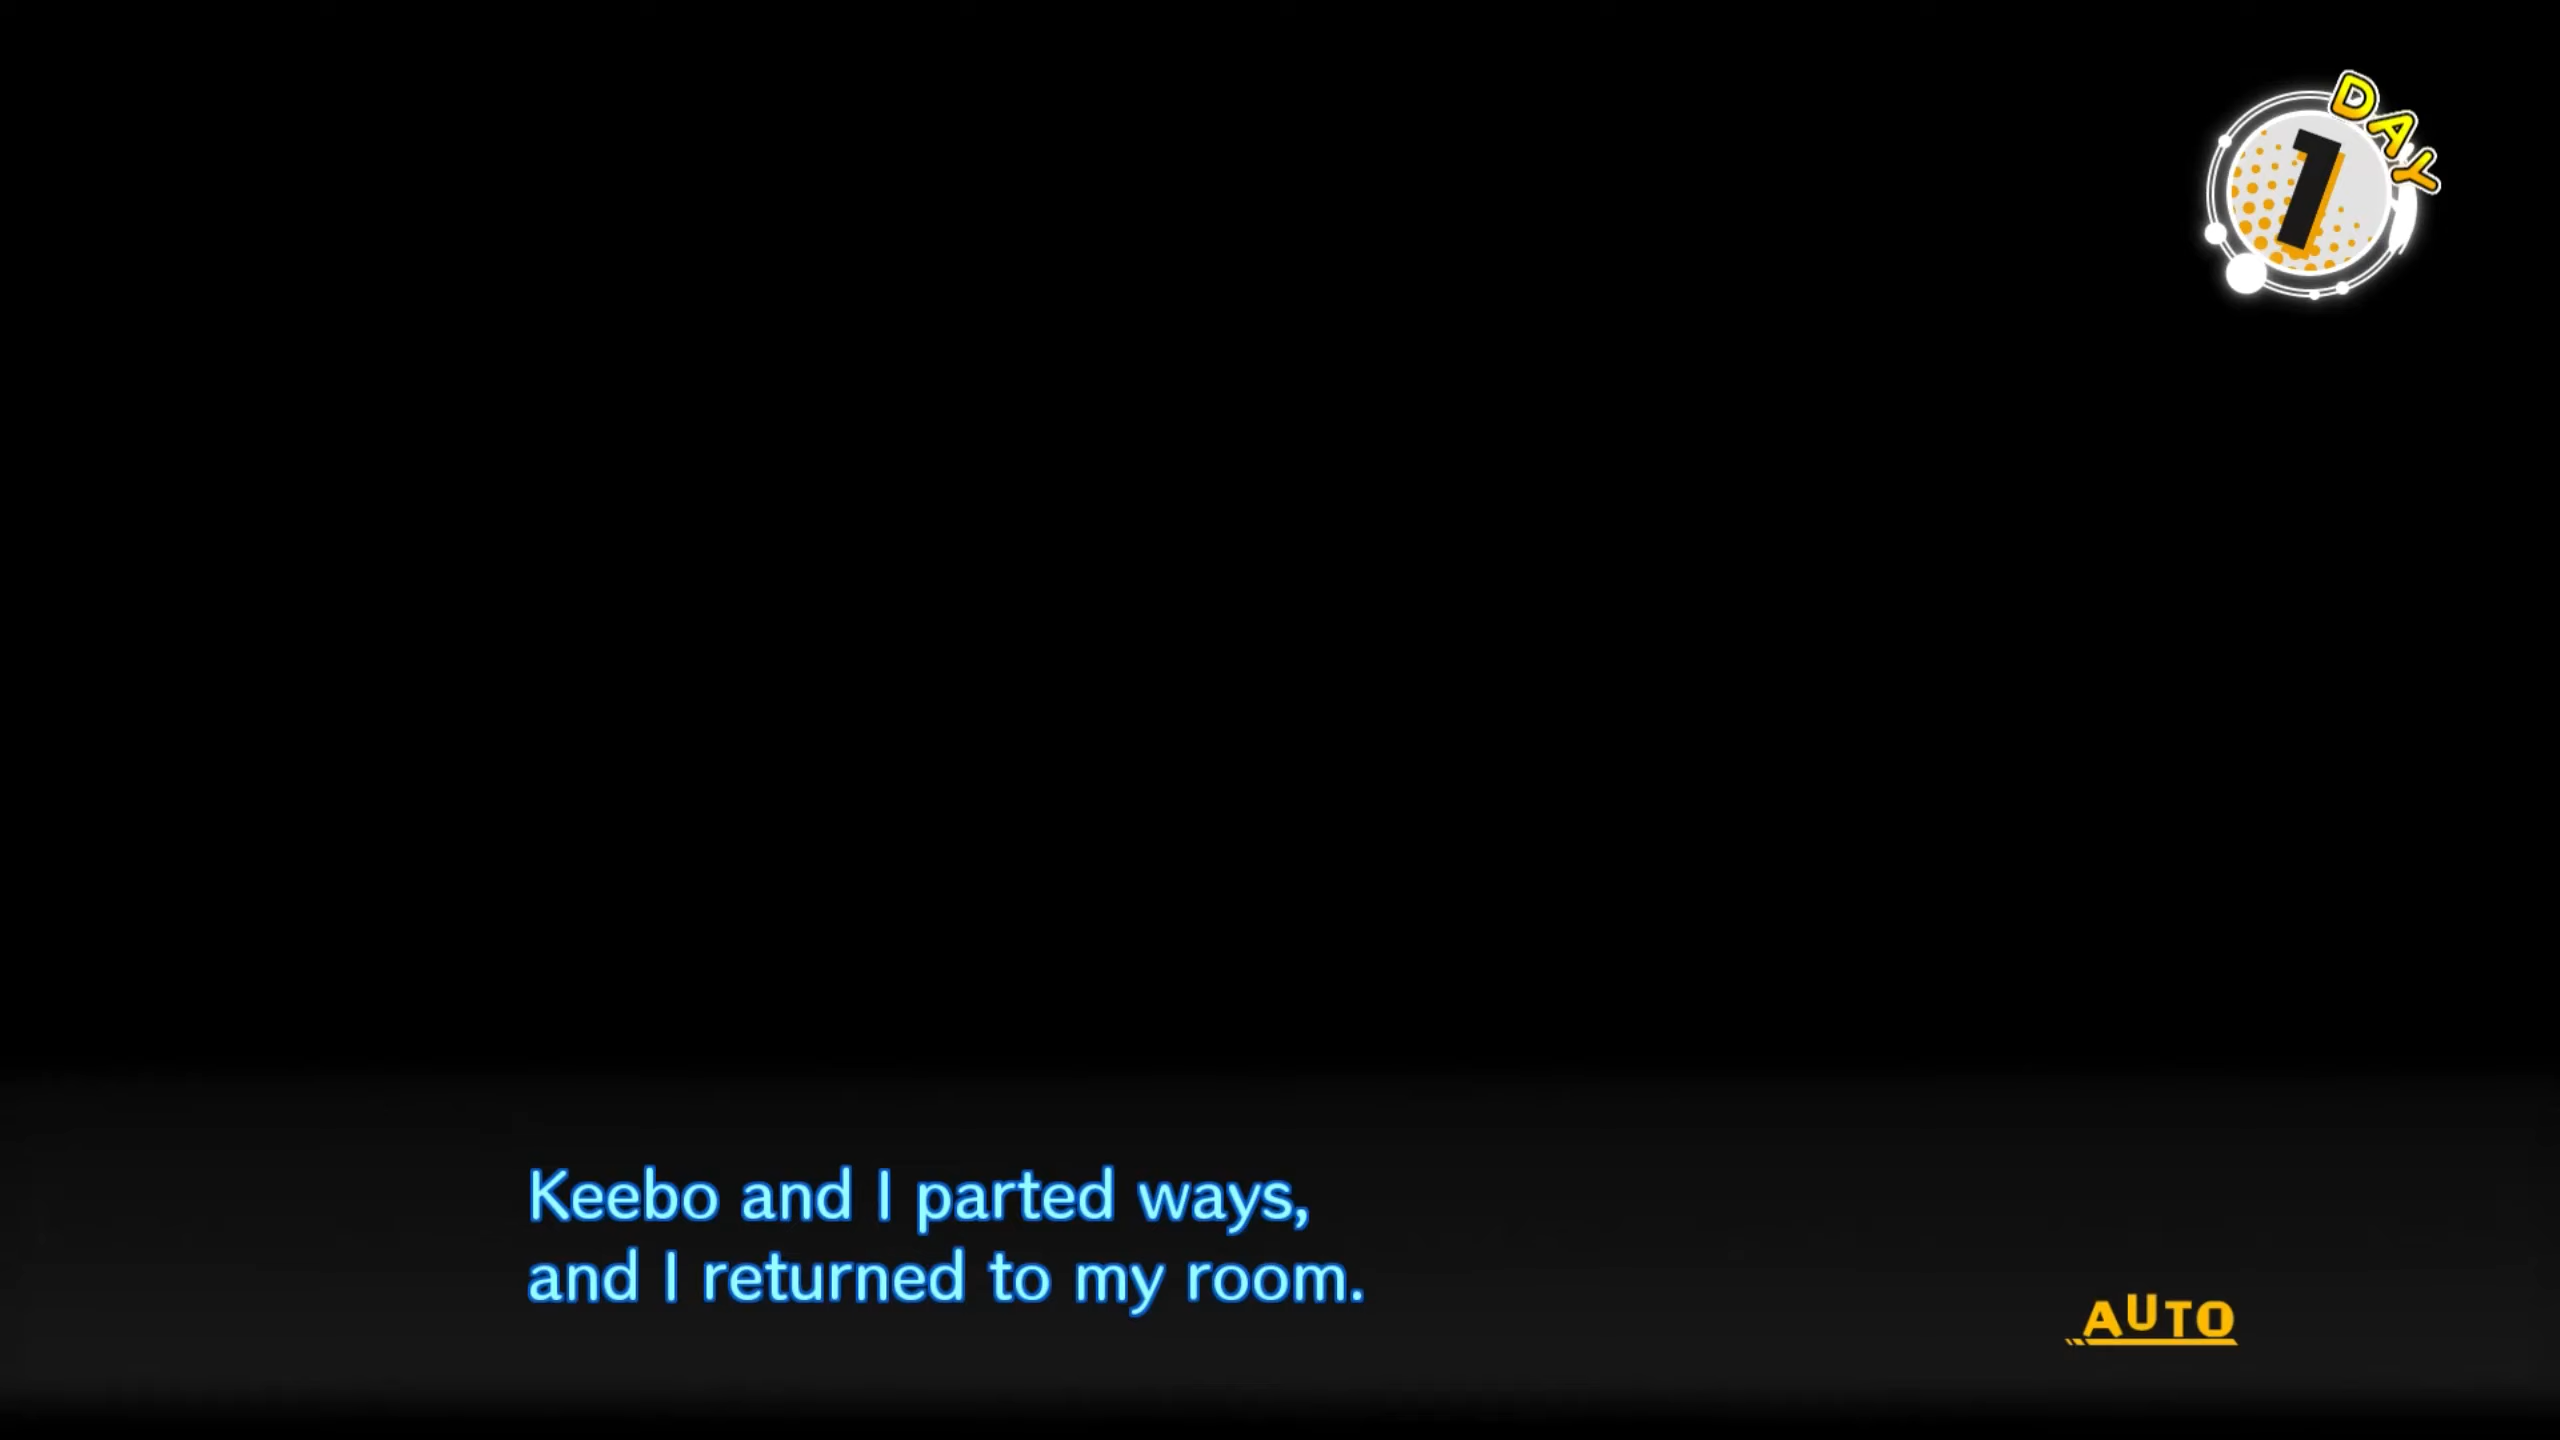 DAY
1
Keebo and I parted ways,
and I returned to my room.
AUTO